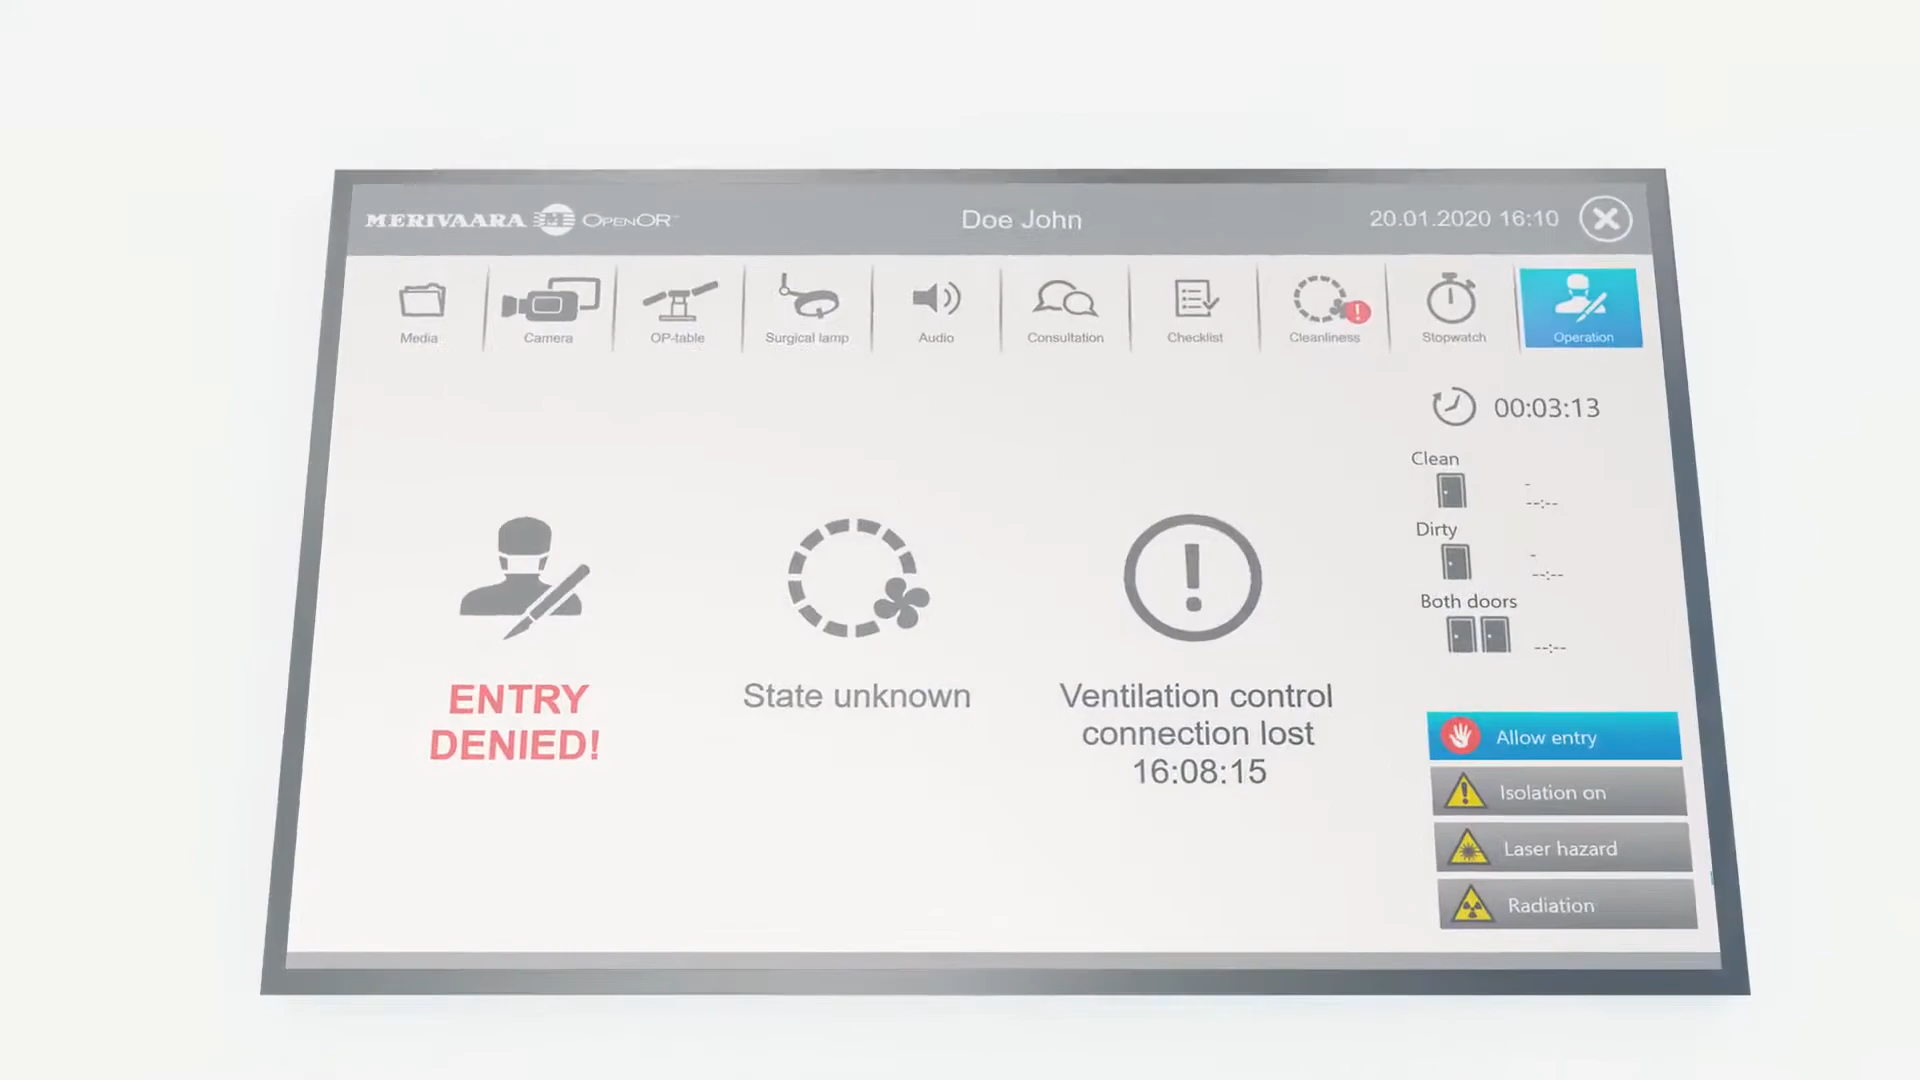 MERIVAARA M OpenOR™
Doe John
20.01.2020 16:10
Media
Camera
OP-table
Surgical lamp
Audio
Consultation
Checklist
Cleanliness
Stopwatch
Operation
00:03:13
Clean
-
--:--
Dirty
-
--:--
Both doors
--:--
ENTRY
DENIED!
State unknown
Ventilation control
connection lost
16:08:15
Allow entry
Isolation on
Laser hazard
Radiation